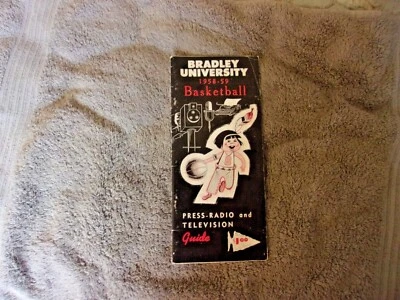 BRADLEY
UNIVERSITY
1958-59
Basketball
PRESS-RADIO and
TELEVISION
Guide